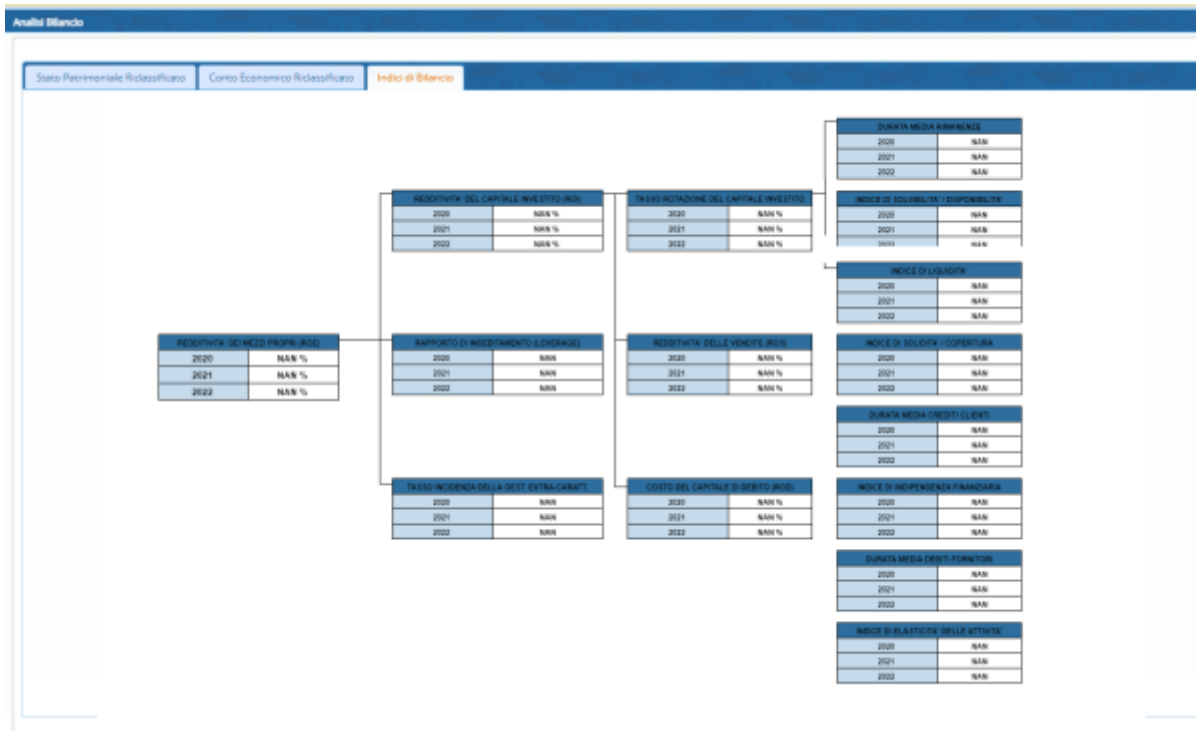 Analisi Bilancio
Stato Patrimoniale Riclassificato
Conto Economico Riclassificato
Indici di Bilancio
REDDITIVITA' DEI MEZZI PROPRI (ROE)
2020 NAN %
2021 NAN %
2022 NAN %
REDDITIVITA' DEL CAPITALE INVESTITO (ROI)
2020 NAN %
2021 NAN %
2022 NAN %
RAPPORTO DI INDEBITAMENTO (LEVERAGE)
2020 NAN
2021 NAN
2022 NAN
TASSO INCIDENZA DELLA GEST. EXTRA-CARATT.
2020 NAN
2021 NAN
2022 NAN
TASSO ROTAZIONE DEL CAPITALE INVESTITO
2020 NAN %
2021 NAN %
2022 NAN %
REDDITIVITA' DELLE VENDITE (ROS)
2020 NAN %
2021 NAN %
2022 NAN %
COSTO DEL CAPITALE DI DEBITO (ROD)
2020 NAN %
2021 NAN %
2022 NAN %
DURATA MEDIA RIMANENZE
2020 NAN
2021 NAN
2022 NAN
INDICE DI SOLVIBILITA' / DISPONIBILITA'
2020 NAN
2021 NAN
2022 NAN
INDICE DI LIQUIDITA'
2020 NAN
2021 NAN
2022 NAN
INDICE DI SOLIDITA' / COPERTURA
2020 NAN
2021 NAN
2022 NAN
DURATA MEDIA CREDITI CLIENTI
2020 NAN
2021 NAN
2022 NAN
INDICE DI INDIPENDENZA FINANZIARIA
2020 NAN
2021 NAN
2022 NAN
DURATA MEDIA DEBITI FORNITORI
2020 NAN
2021 NAN
2022 NAN
INDICE DI ELASTICITA' DELLE ATTIVITA'
2020 NAN
2021 NAN
2022 NAN